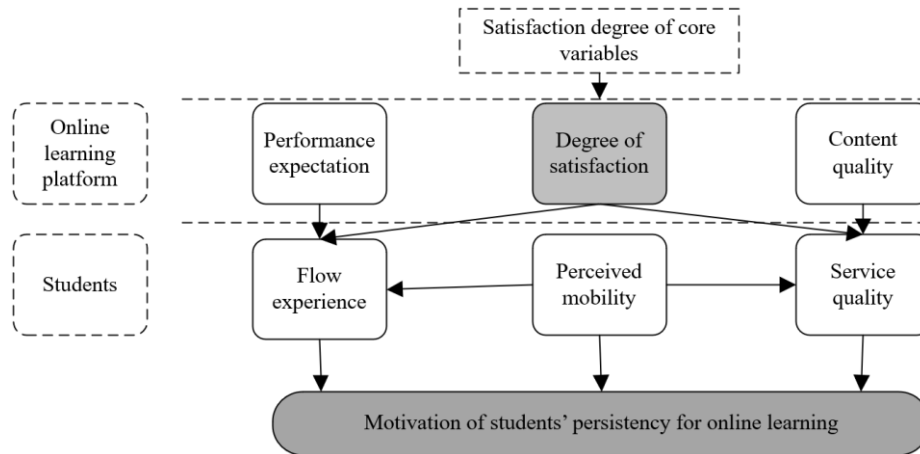 Satisfaction degree of core
variables
Online
learning
platform
Performance
expectation
Degree of
satisfaction
Content
quality
Students
Flow
experience
Perceived
mobility
Service
quality
Motivation of students’ persistency for online learning